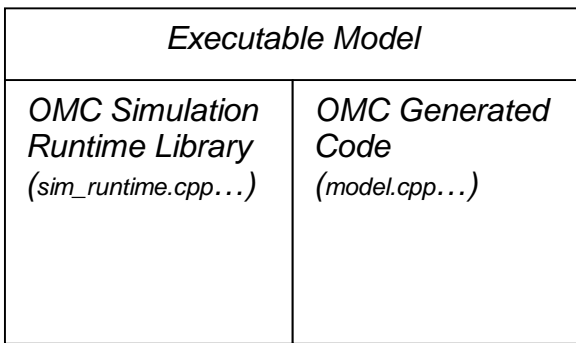 Executable Model
OMC Simulation
Runtime Library
(sim_runtime.cpp…)
OMC Generated
Code
(model.cpp…)